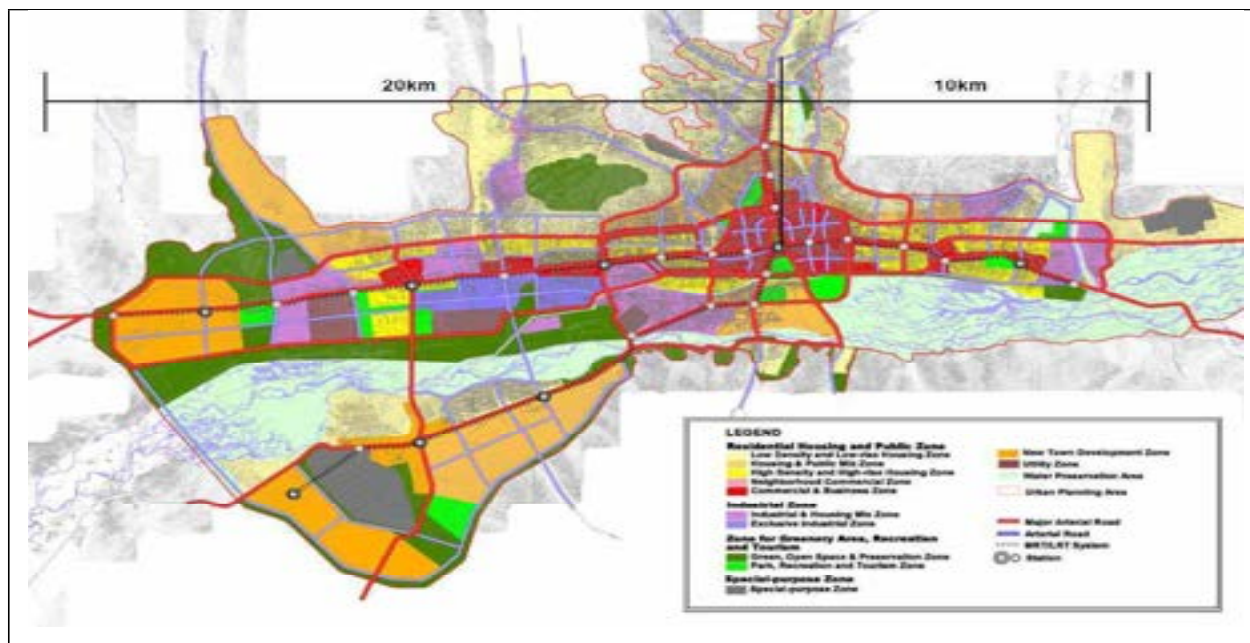 20km
10km
LEGEND
Residential Housing and Public Zone
Low Density and Low-rise Housing Zone
Housing & Public Mix Zone
High Density and High-rise Housing Zone
Neighborhood Commercial Zone
Commercial & Business Zone
Industrial Zone
Industrial & Housing Mix Zone
Exclusive Industrial Zone
Zone for Greenery Area, Recreation
and Tourism
Green, Open Space & Preservation Zone
Park, Recreation and Tourism Zone
Special-purpose Zone
Special-purpose Zone
New Town Development Zone
Utility Zone
Water Preservation Area
Urban Planning Area
Major Arterial Road
Arterial Road
MRT/LRT System
Station